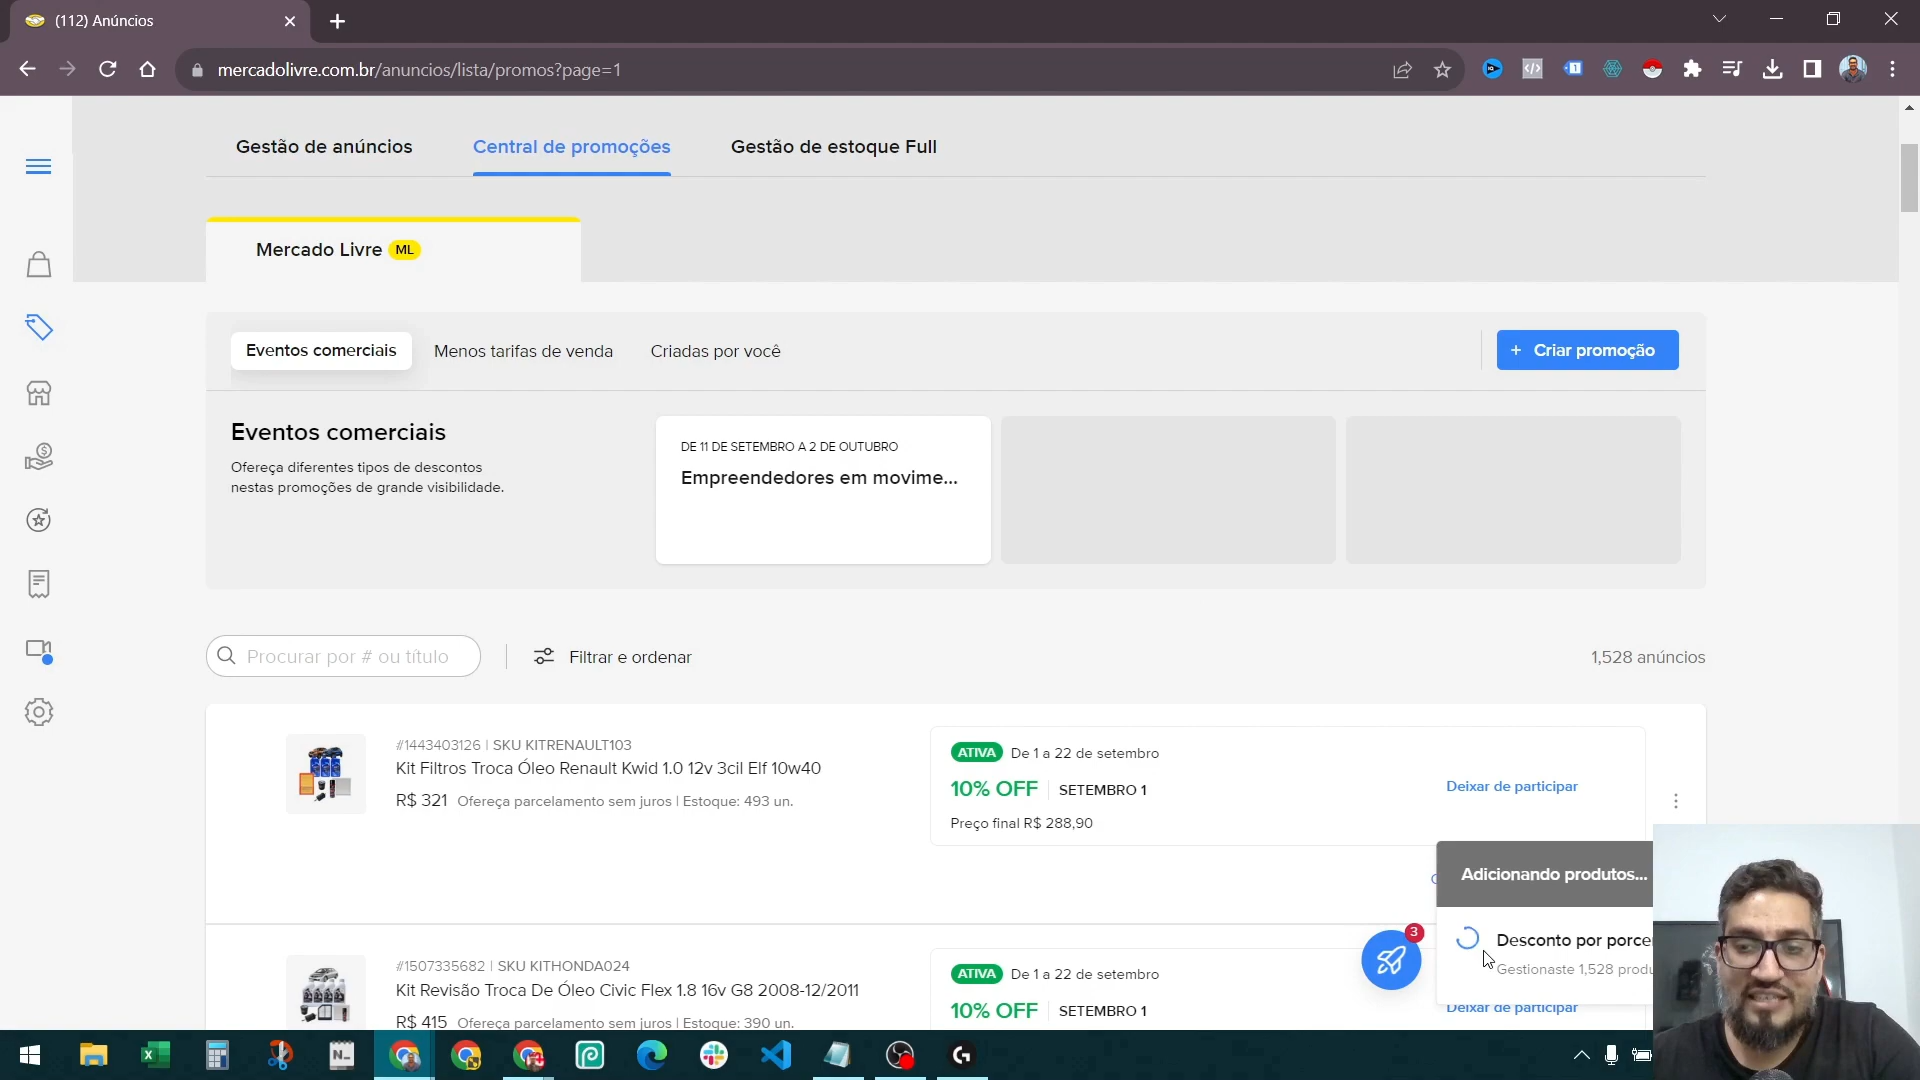 (112) Anúncios
mercadolivre.com.br/anuncios/lista/promos?page=1
Gestão de anúncios
Central de promoções
Gestão de estoque Full
Mercado Livre ML
Eventos comerciais
Menos tarifas de venda
Criadas por você
+ Criar promoção
Eventos comerciais
Ofereça diferentes tipos de descontos
nestas promoções de grande visibilidade.
DE 11 DE SETEMBRO A 2 DE OUTUBRO
Empreendedores em movime...
Procurar por # ou título
Filtrar e ordenar
1,528 anúncios
#1443403126 | SKU KITRENAULT103
Kit Filtros Troca Óleo Renault Kwid 1.0 12v 3cil Elf 10w40
R$ 321 Ofereça parcelamento sem juros | Estoque: 493 un.
ATIVA De 1 a 22 de setembro
10% OFF SETEMBRO 1
Preço final R$ 288,90
Deixar de participar
Adicionando produtos...
3
Desconto por porce
Gestionaste 1,528 produ
#1507335682 | SKU KITHONDA024
Kit Revisão Troca De Óleo Civic Flex 1.8 16v G8 2008-12/2011
R$ 415 Ofereça parcelamento sem juros | Estoque: 390 un.
ATIVA De 1 a 22 de setembro
10% OFF SETEMBRO 1
Deixar de participar